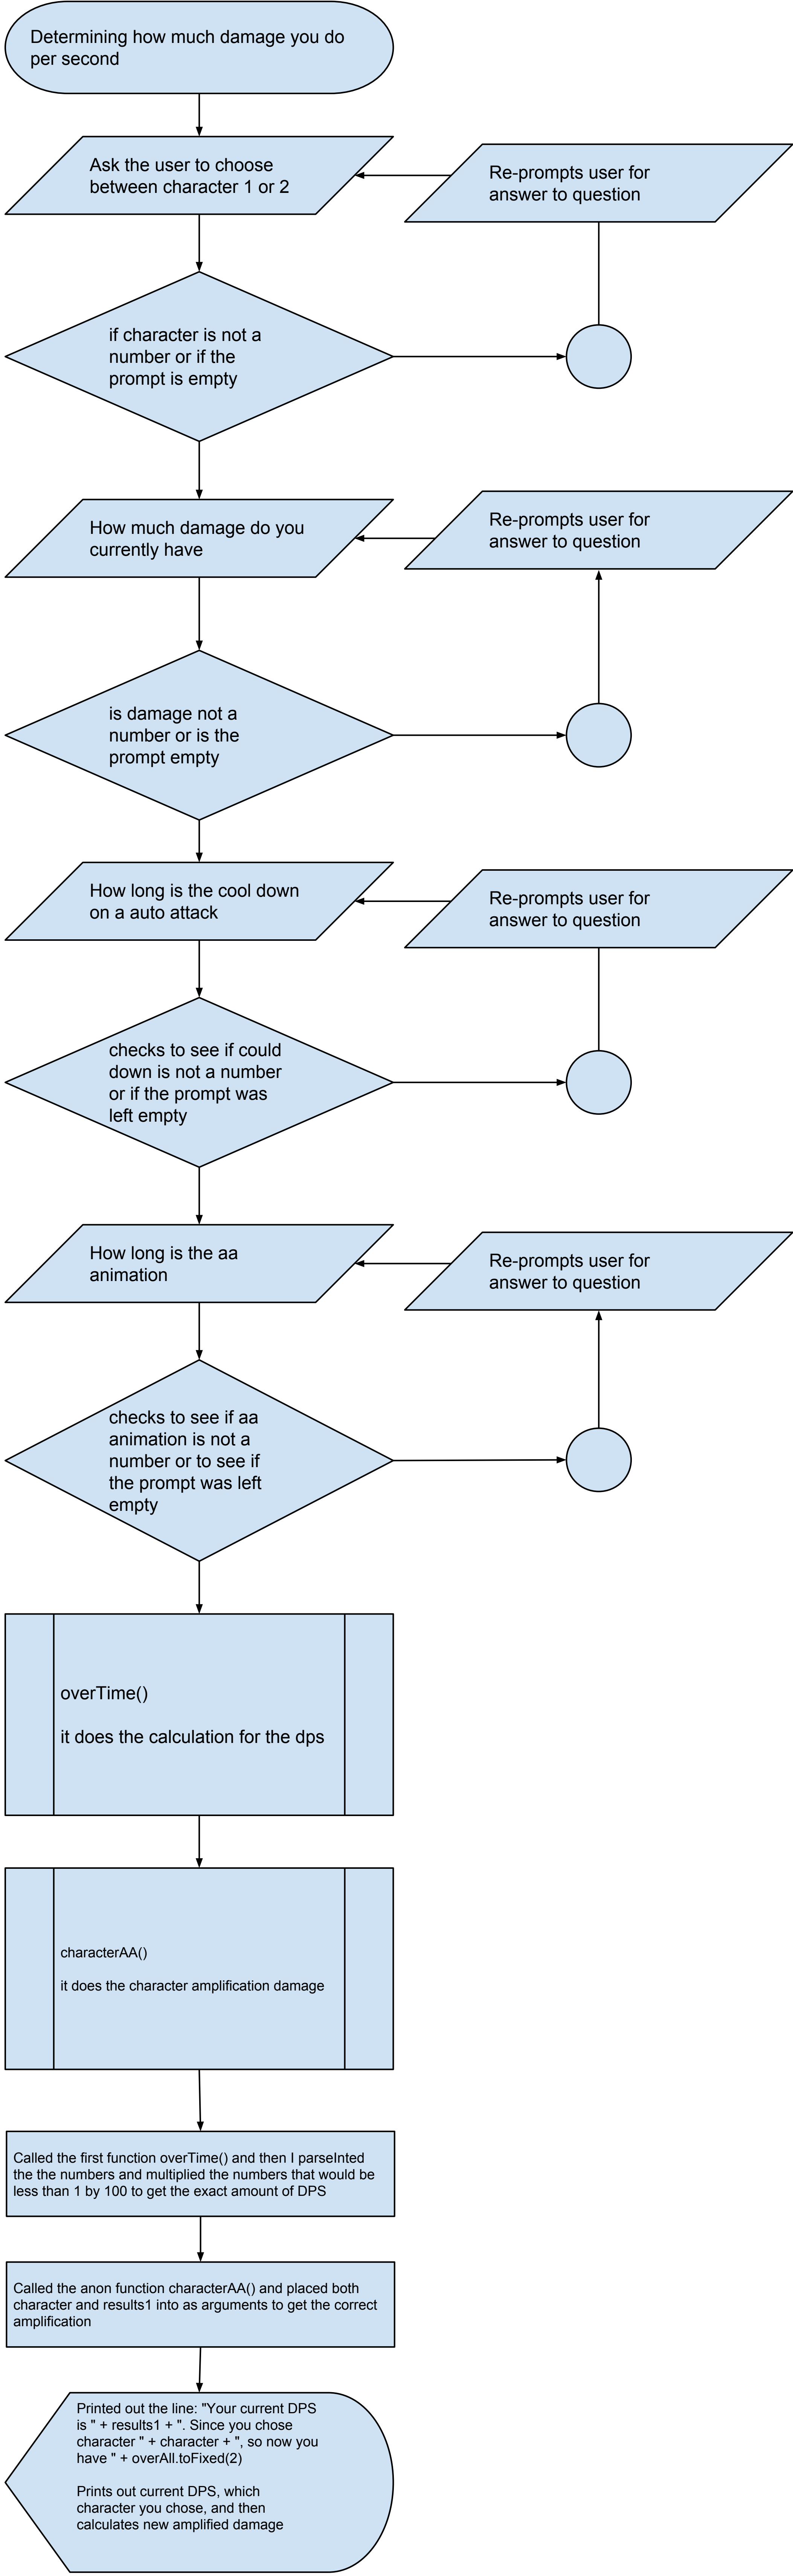 Determining how much damage you do
per second
Ask the user to choose
between character 1 or 2
Re-prompts user for
answer to question
if character is not a
number or if the
prompt is empty
How much damage do you
currently have
Re-prompts user for
answer to question
is damage not a
number or is the
prompt empty
How long is the cool down
on a auto attack
Re-prompts user for
answer to question
checks to see if could
down is not a number
or if the prompt was
left empty
How long is the aa
animation
Re-prompts user for
answer to question
checks to see if aa
animation is not a
number or to see if
the prompt was left
empty
overTime()
it does the calculation for the dps
characterAA()
it does the character amplification damage
Called the first function overTime() and then I parseInted
the the numbers and multiplied the numbers that would be
less than 1 by 100 to get the exact amount of DPS
Called the anon function characterAA() and placed both
character and results1 into as arguments to get the correct
amplification
Printed out the line: "Your current DPS
is " + results1 + ". Since you chose
character " + character + ", so now you
have " + overAll.toFixed(2)
Prints out current DPS, which
character you chose, and then
calculates new amplified damage